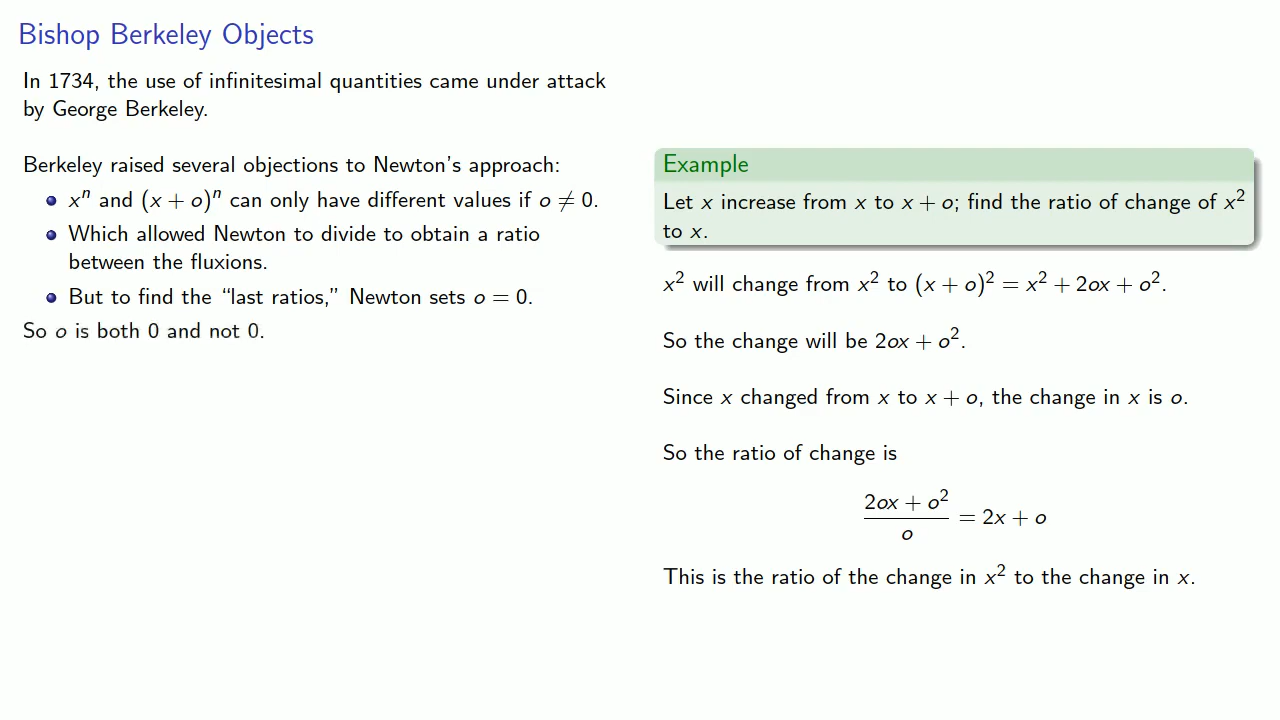 Bishop Berkeley Objects
In 1734, the use of infinitesimal quantities came under attack
by George Berkeley.
Berkeley raised several objections to Newton's approach:
xⁿ and (x + o)ⁿ can only have different values if o ≠ 0.
Which allowed Newton to divide to obtain a ratio
between the fluxions.
But to find the “last ratios,” Newton sets o = 0.
So o is both 0 and not 0.
Example
Let x increase from x to x + o; find the ratio of change of x²
to x.
x² will change from x² to (x + o)² = x² + 2ox + o².
So the change will be 2ox + o².
Since x changed from x to x + o, the change in x is o.
So the ratio of change is
2ox + o²
= 2x + o
o
This is the ratio of the change in x² to the change in x.